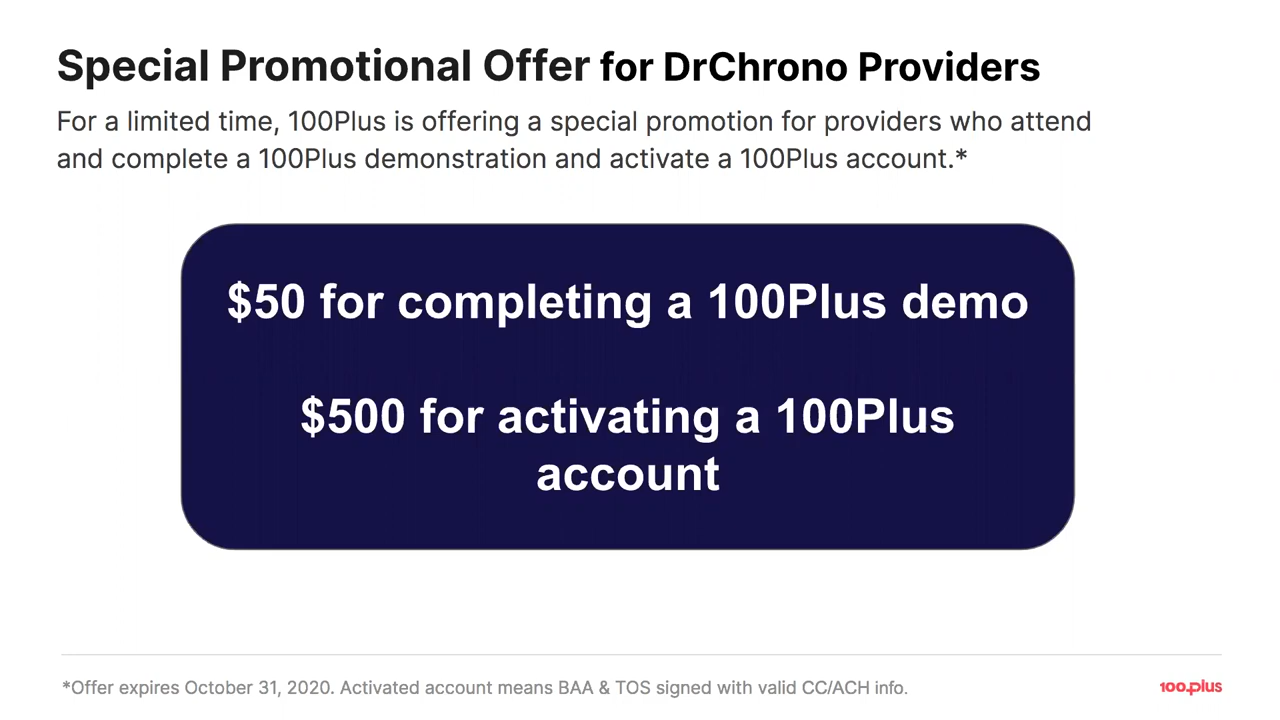 Special Promotional Offer for DrChrono Providers
For a limited time, 100Plus is offering a special promotion for providers who attend
and complete a 100Plus demonstration and activate a 100Plus account.*
$50 for completing a 100Plus demo
$500 for activating a 100Plus
account
*Offer expires October 31, 2020. Activated account means BAA & TOS signed with valid CC/ACH info.
100plus